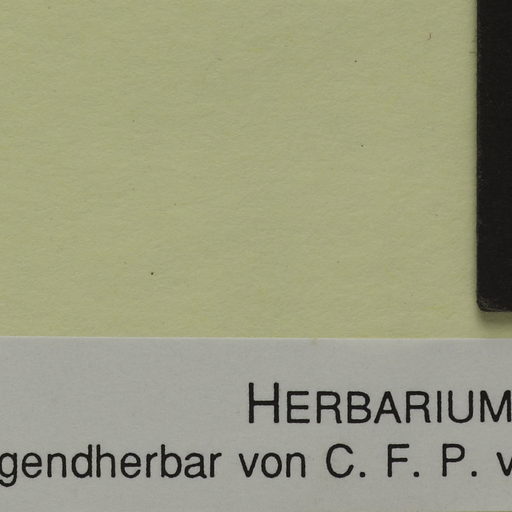 HERBARIUM
gendherbar von C. F. P. v